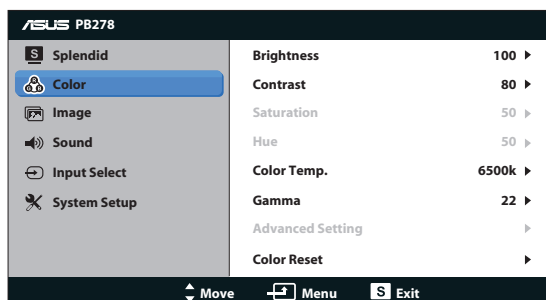 ASUS PB278
S Splendid
Color
Image
Sound
Input Select
System Setup
Brightness 100
Contrast 80
Saturation 50
Hue 50
Color Temp. 6500k
Gamma 22
Advanced Setting
Color Reset
Move Menu S Exit